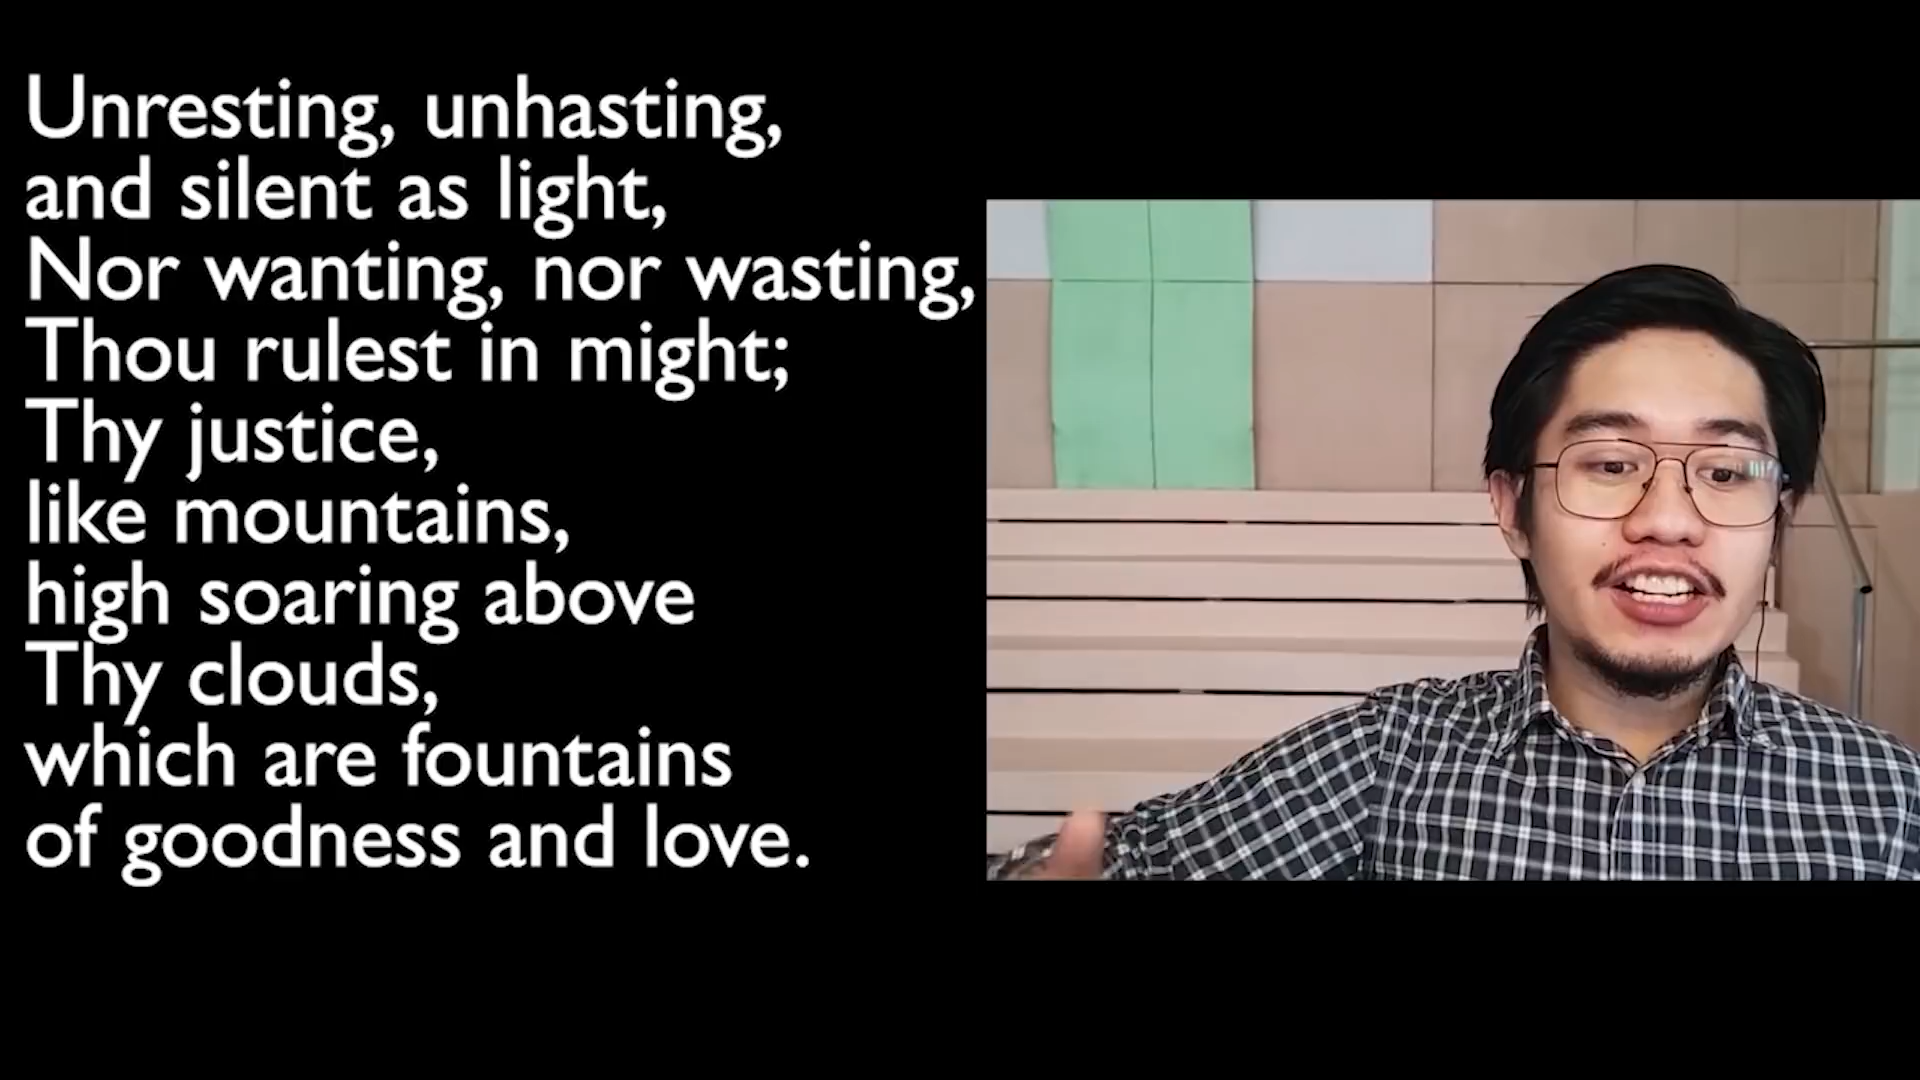 Unresting, unhasting,
and silent as light,
Nor wanting, nor wasting,
Thou rulest in might;
Thy justice,
like mountains,
high soaring above
Thy clouds,
which are fountains
of goodness and love.